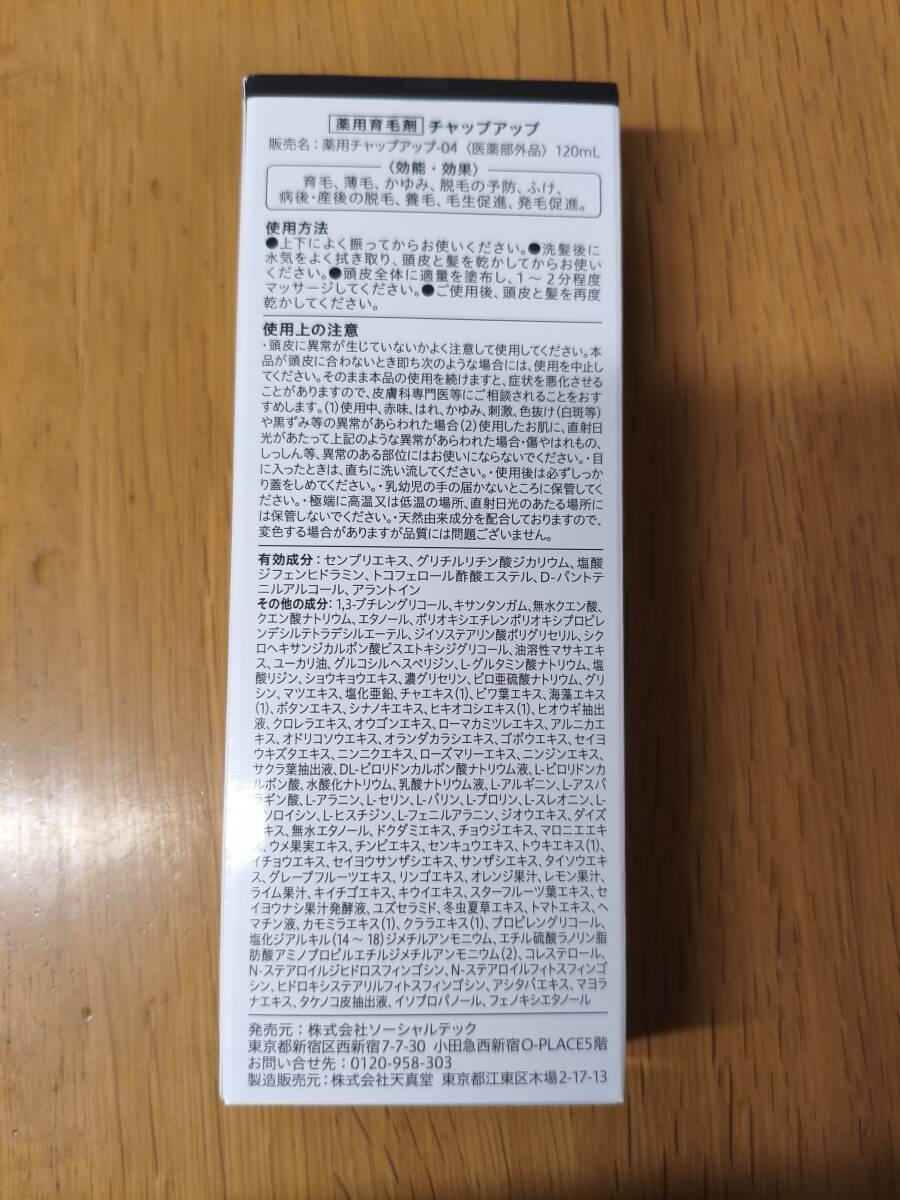 薬用育毛剤 チャップアップ
販売名：薬用チャップアップ-04〈医薬部外品〉120mL
〈効能・効果〉
育毛、薄毛、かゆみ、脱毛の予防、ふけ、
病後・産後の脱毛、養毛、毛生促進、発毛促進。
使用方法
●上下によく振ってからお使いください。●洗髪後に
水気をよく拭き取り、頭皮と髪を乾かしてからお使い
ください。●頭皮全体に適量を塗布し、1～2分程度
マッサージしてください。●ご使用後、頭皮と髪を再度
乾かしてください。
使用上の注意
・頭皮に異常が生じていないかよく注意して使用してください。本
品が頭皮に合わないとき即ち次のような場合には、使用を中止し
てください。そのまま本品の使用を続けますと、症状を悪化させる
ことがありますので、皮膚科専門医等にご相談されることをおす
すめします。(1)使用中、赤味、はれ、かゆみ、刺激、色抜け(白斑等)
や黒ずみ等の異常があらわれた場合(2)使用したお肌に、直射日
光があたって上記のような異常があらわれた場合・傷やはれもの、
しっしん等、異常のある部位にはお使いにならないでください。・目
に入ったときは、直ちに洗い流してください。・使用後は必ずしっか
り蓋をしめてください。・乳幼児の手の届かないところに保管してく
ださい。・極端に高温又は低温の場所、直射日光のあたる場所に
は保管しないでください。・天然由来成分を配合しておりますので、
変色する場合がありますが品質には問題ございません。
有効成分：センブリエキス、グリチルリチン酸ジカリウム、塩酸
ジフェンヒドラミン、トコフェロール酢酸エステル、D-パントテ
ニルアルコール、アラントイン
その他の成分：1,3-ブチレングリコール、キサンタンガム、無水クエン酸、
クエン酸ナトリウム、エタノール、ポリオキシエチレンポリオキシプロピレ
ンデシルテトラデシルエーテル、ジイソステアリン酸ポリグリセリル、シク
ロヘキサンジカルボン酸ビスエトキシジグリコール、油溶性マサキエキ
ス、ユーカリ油、グルコシルヘスペリジン、L-グルタミン酸ナトリウム、塩
酸リジン、ショウキョウエキス、濃グリセリン、ピロ亜硫酸ナトリウム、グリ
シン、マツエキス、塩化亜鉛、チャエキス(1)、ビワ葉エキス、海藻エキス
(1)、ボタンエキス、シナノキエキス、ヒキオコシエキス(1)、ヒオウギ抽出
液、クロレラエキス、オウゴンエキス、ローマカミツレエキス、アルニカエ
キス、オドリコソウエキス、オランダカラシエキス、ゴボウエキス、セイヨ
ウキズタエキス、ニンニクエキス、ローズマリーエキス、ニンジンエキス、
サクラ葉抽出液、DL-ピロリドンカルボン酸ナトリウム液、L-ピロリドンカ
ルボン酸、水酸化ナトリウム、乳酸ナトリウム液、L-アルギニン、L-アスパ
ラギン酸、L-アラニン、L-セリン、L-バリン、L-プロリン、L-スレオニン、L-
イソロイシン、L-ヒスチジン、L-フェニルアラニン、ジオウエキス、ダイズ
エキス、無水エタノール、ドクダミエキス、チョウジエキス、マロニエエキ
ス、ウメ果実エキス、チンピエキス、センキュウエキス、トウキエキス(1)、
イチョウエキス、セイヨウサンザシエキス、サンザシエキス、タイソウエキ
ス、グレープフルーツエキス、リンゴエキス、オレンジ果汁、レモン果汁、
ライム果汁、キイチゴエキス、キウイエキス、スターフルーツ葉エキス、セ
イヨウナシ果汁発酵液、ユズセラミド、冬虫夏草エキス、トマトエキス、ヘ
マチン液、カモミラエキス(1)、クララエキス(1)、プロピレングリコール、
塩化ジアルキル(14～18)ジメチルアンモニウム、エチル硫酸ラノリン脂
肪酸アミノプロピルエチルジメチルアンモニウム(2)、コレステロール、
N-ステアロイルジヒドロスフィンゴシン、N-ステアロイルフィトスフィンゴ
シン、ヒドロキシステアリルフィトスフィンゴシン、アシタバエキス、マヨラ
ナエキス、タケノコ皮抽出液、イソプロパノール、フェノキシエタノール
発売元：株式会社ソーシャルテック
東京都新宿区西新宿7-7-30 小田急西新宿O-PLACE5階
お問い合せ先：0120-958-303
製造販売元：株式会社天真堂 東京都江東区木場2-17-13